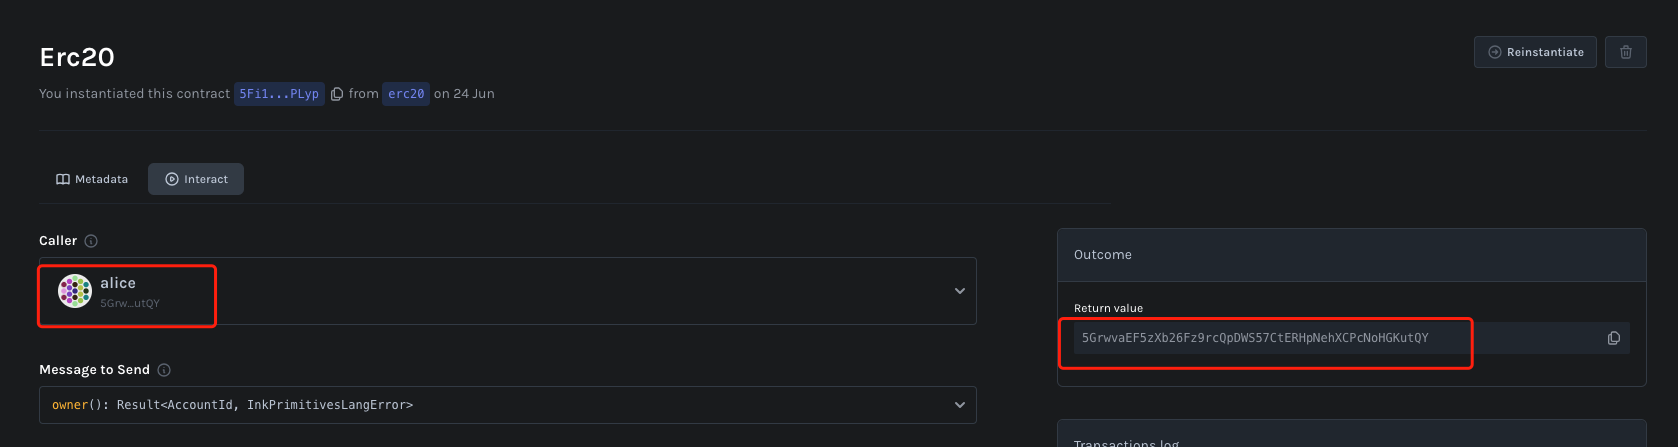 Erc20
Reinstantiate
You instantiated this contract 5Fi1...PLyp from erc20 on 24 Jun
Metadata
Interact
Caller
alice
5Grw...utQY
Message to Send
owner(): Result<AccountId, InkPrimitivesLangError>
Outcome
Return value
5GrwvaEF5zXb26Fz9rcQpDWS57CtERHpNehXCPcNoHGKutQY
Transactions log